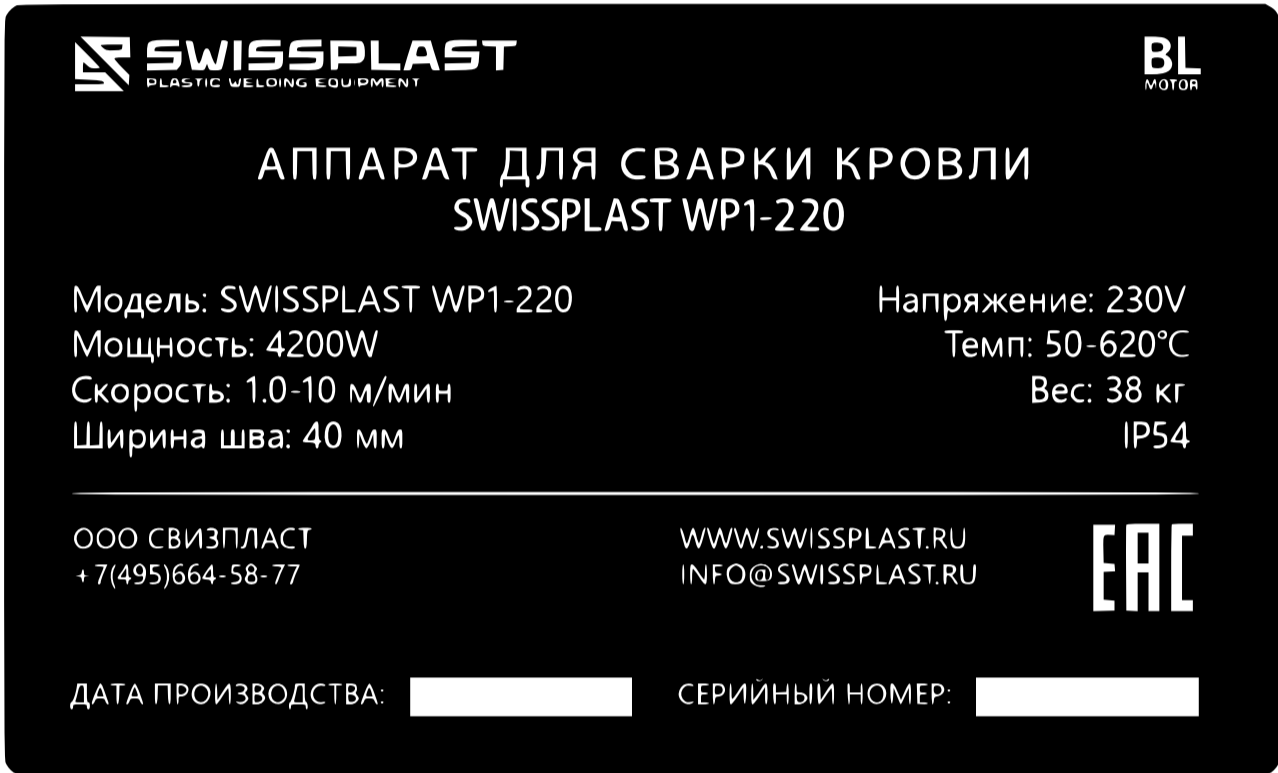 SWISSPLAST
PLASTIC WELDING EQUIPMENT
BL
MOTOR
АППАРАТ ДЛЯ СВАРКИ КРОВЛИ
SWISSPLAST WP1-220
Модель: SWISSPLAST WP1-220
Напряжение: 230V
Мощность: 4200W
Темп: 50-620°C
Скорость: 1.0-10 м/мин
Вес: 38 кг
Ширина шва: 40 мм
IP54
ООО СВИЗПЛАСТ
+7(495)664-58-77
WWW.SWISSPLAST.RU
INFO@SWISSPLAST.RU
EAC
ДАТА ПРОИЗВОДСТВА:
СЕРИЙНЫЙ НОМЕР: